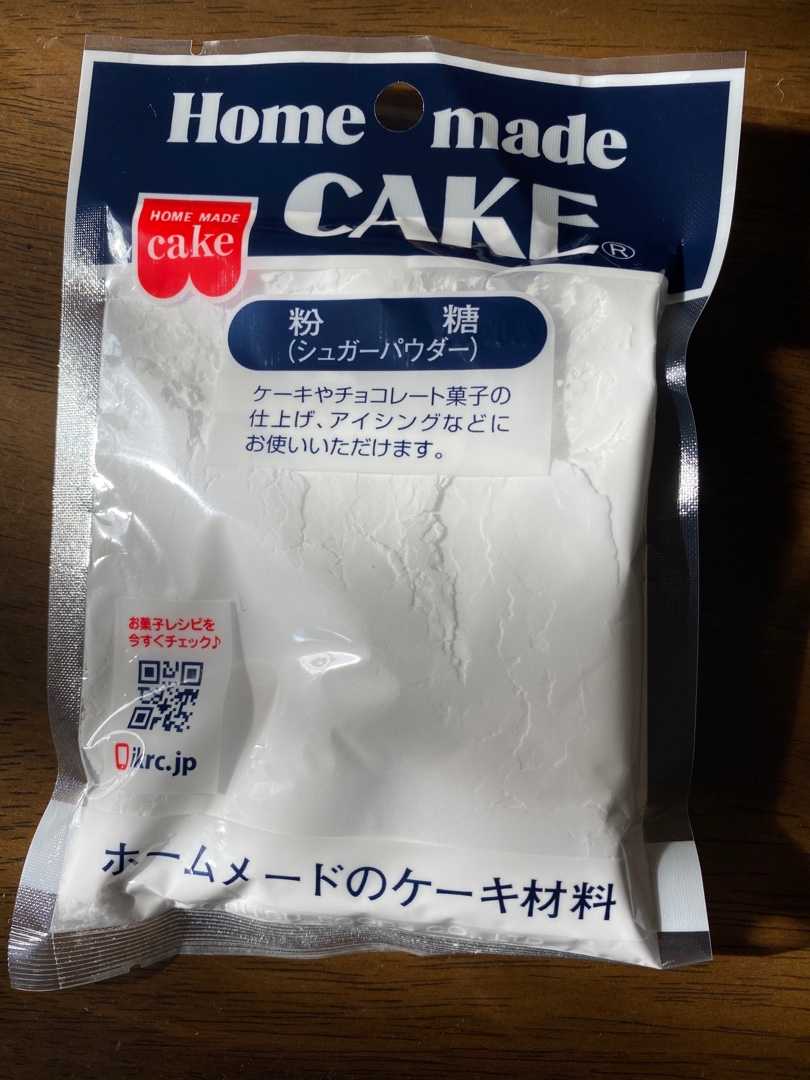 Home made
CAKE®
HOME MADE
cake
粉糖
(シュガーパウダー)
ケーキやチョコレート菓子の
仕上げ、アイシングなどに
お使いいただけます。
お菓子レシピを
今すぐチェック♪
ikrc.jp
ホームメードのケーキ材料